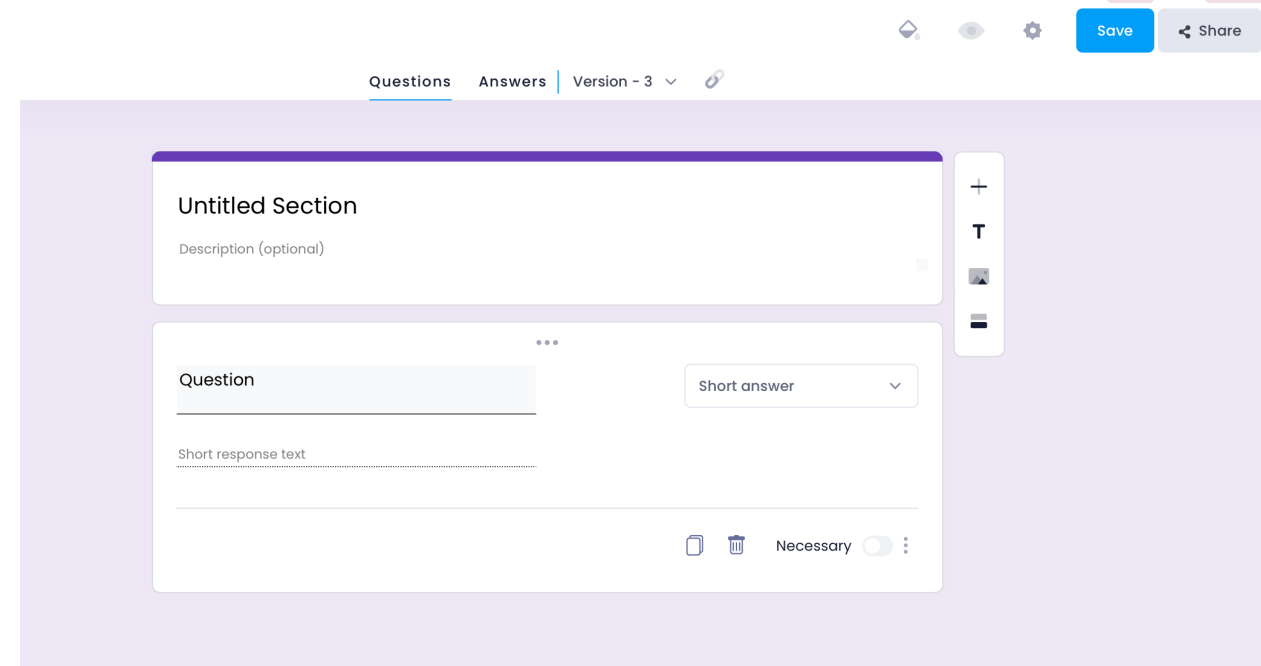 Save
Share
Questions
Answers
Version - 3
Untitled Section
Description (optional)
Question
Short answer
Short response text
Necessary